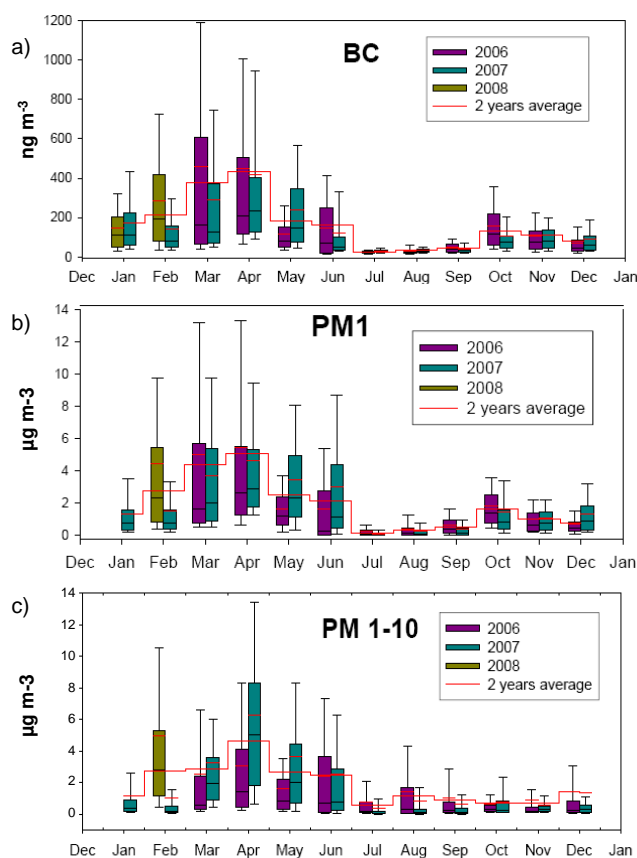 a)
BC
ng m-3
1200
1000
800
600
400
200
0
2006
2007
2008
2 years average
Dec Jan Feb Mar Apr May Jun Jul Aug Sep Oct Nov Dec Jan
b)
PM1
µg m-3
14
12
10
8
6
4
2
0
2006
2007
2008
2 years average
Dec Jan Feb Mar Apr May Jun Jul Aug Sep Oct Nov Dec Jan
c)
PM 1-10
µg m-3
14
12
10
8
6
4
2
0
2006
2007
2008
2 years average
Dec Jan Feb Mar Apr May Jun Jul Aug Sep Oct Nov Dec Jan